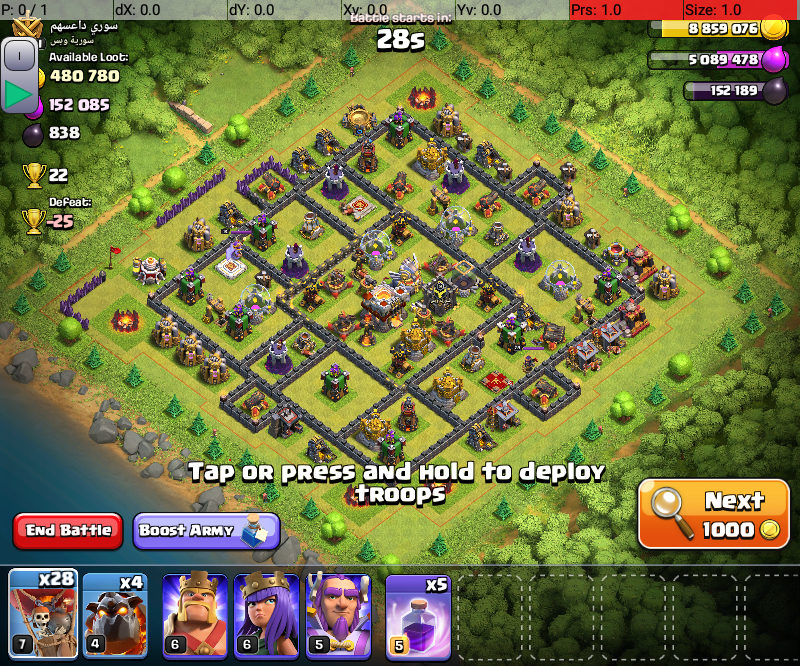 P: 0 / 1 dX: 0.0 dY: 0.0 Xv: 0.0 Yv: 0.0 Prs: 1.0 Size: 1.0
سوري داعسهم
سورية وبس
Battle starts in:
28s
Available Loot:
480 780
152 085
838
22
Defeat:
-25
8 859 076
5 089 478
152 189
Tap or press and hold to deploy
troops
End Battle
Boost Army
Next
1000
x28 x4 x5
7 4 6 6 5 5